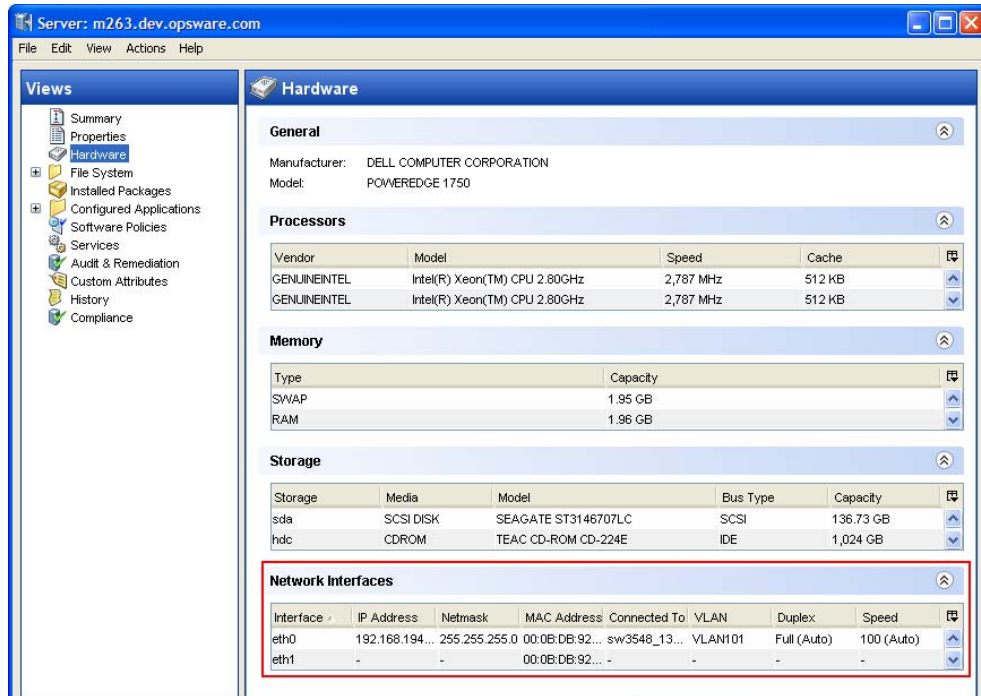 Server: m263.dev.opsware.com
File Edit View Actions Help
Views
Summary
Properties
Hardware
File System
Installed Packages
Configured Applications
Software Policies
Services
Audit & Remediation
Custom Attributes
History
Compliance
Hardware
General
Manufacturer: DELL COMPUTER CORPORATION
Model: POWEREDGE 1750
Processors
Vendor Model Speed Cache
GENUINEINTEL Intel(R) Xeon(TM) CPU 2.80GHz 2,787 MHz 512 KB
GENUINEINTEL Intel(R) Xeon(TM) CPU 2.80GHz 2,787 MHz 512 KB
Memory
Type Capacity
SWAP 1.95 GB
RAM 1.96 GB
Storage
Storage Media Model Bus Type Capacity
sda SCSI DISK SEAGATE ST3146707LC SCSI 136.73 GB
hdc CDROM TEAC CD-ROM CD-224E IDE 1,024 GB
Network Interfaces
Interface IP Address Netmask MAC Address Connected To VLAN Duplex Speed
eth0 192.168.194... 255.255.255.0 00:0B:DB:92... sw3548_13... VLAN101 Full (Auto) 100 (Auto)
eth1 - - 00:0B:DB:92... - - - -